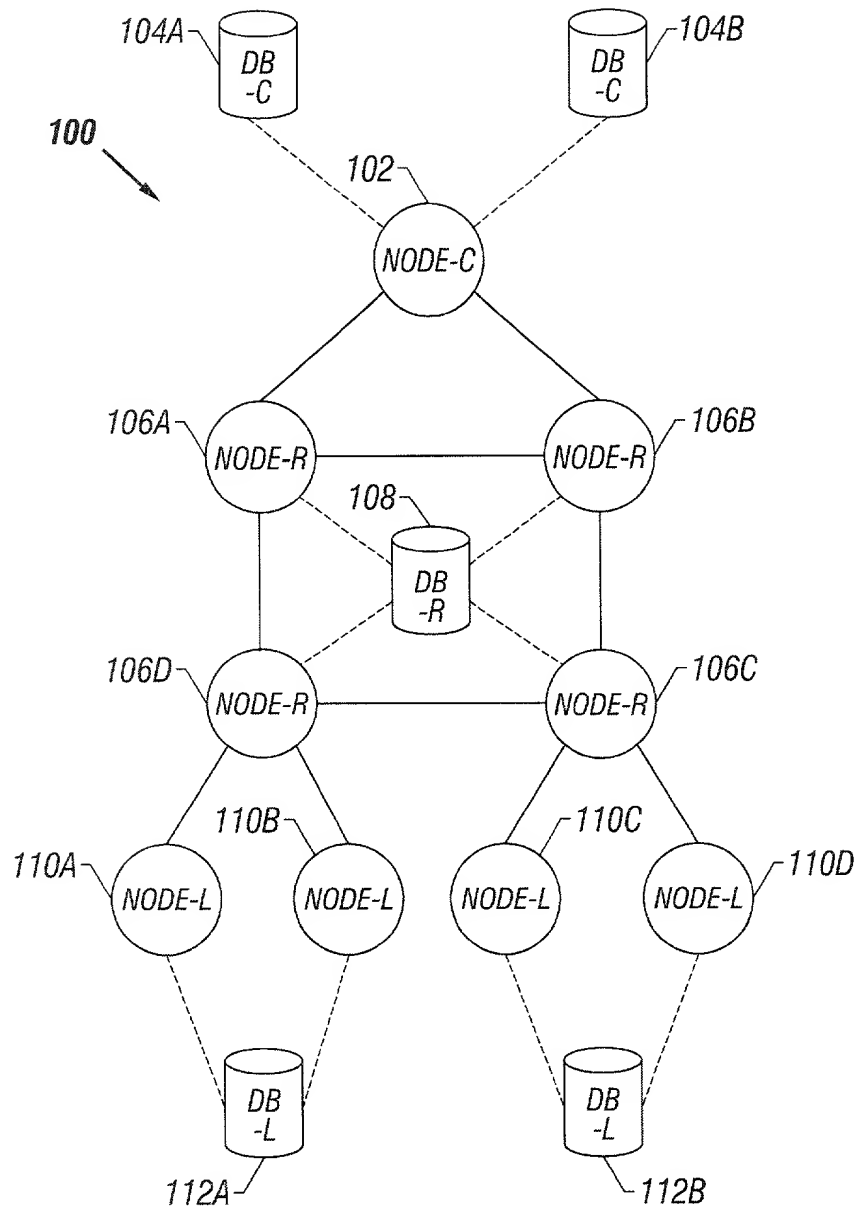 104A
DB
-C
DB
-C
104B
100
102
NODE-C
106A
NODE-R
NODE-R
106B
108
DB
-R
106D
NODE-R
NODE-R
106C
110B
110C
110A
NODE-L
NODE-L
NODE-L
NODE-L
110D
DB
-L
DB
-L
112A
112B